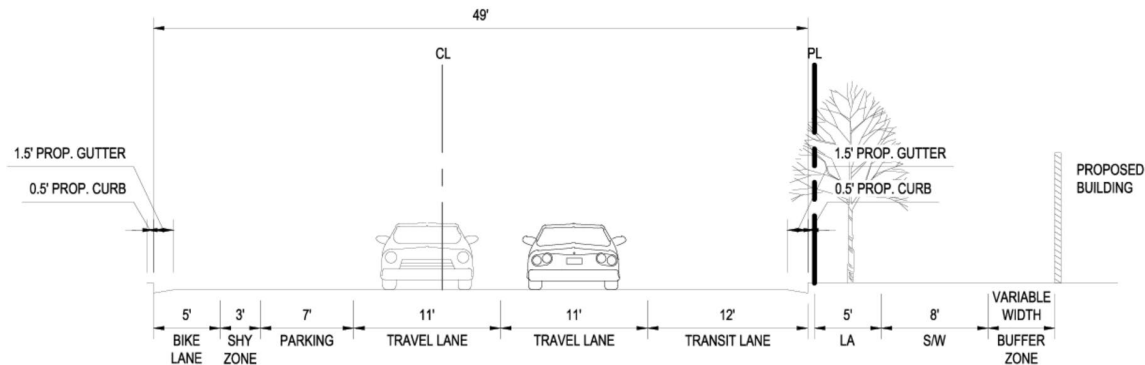 49'
CL
PL
1.5' PROP. GUTTER
0.5' PROP. CURB
1.5' PROP. GUTTER
0.5' PROP. CURB
PROPOSED
BUILDING
5'
BIKE
LANE
3'
SHY
ZONE
7'
PARKING
11'
TRAVEL LANE
11'
TRAVEL LANE
12'
TRANSIT LANE
5'
LA
8'
S/W
VARIABLE
WIDTH
BUFFER
ZONE